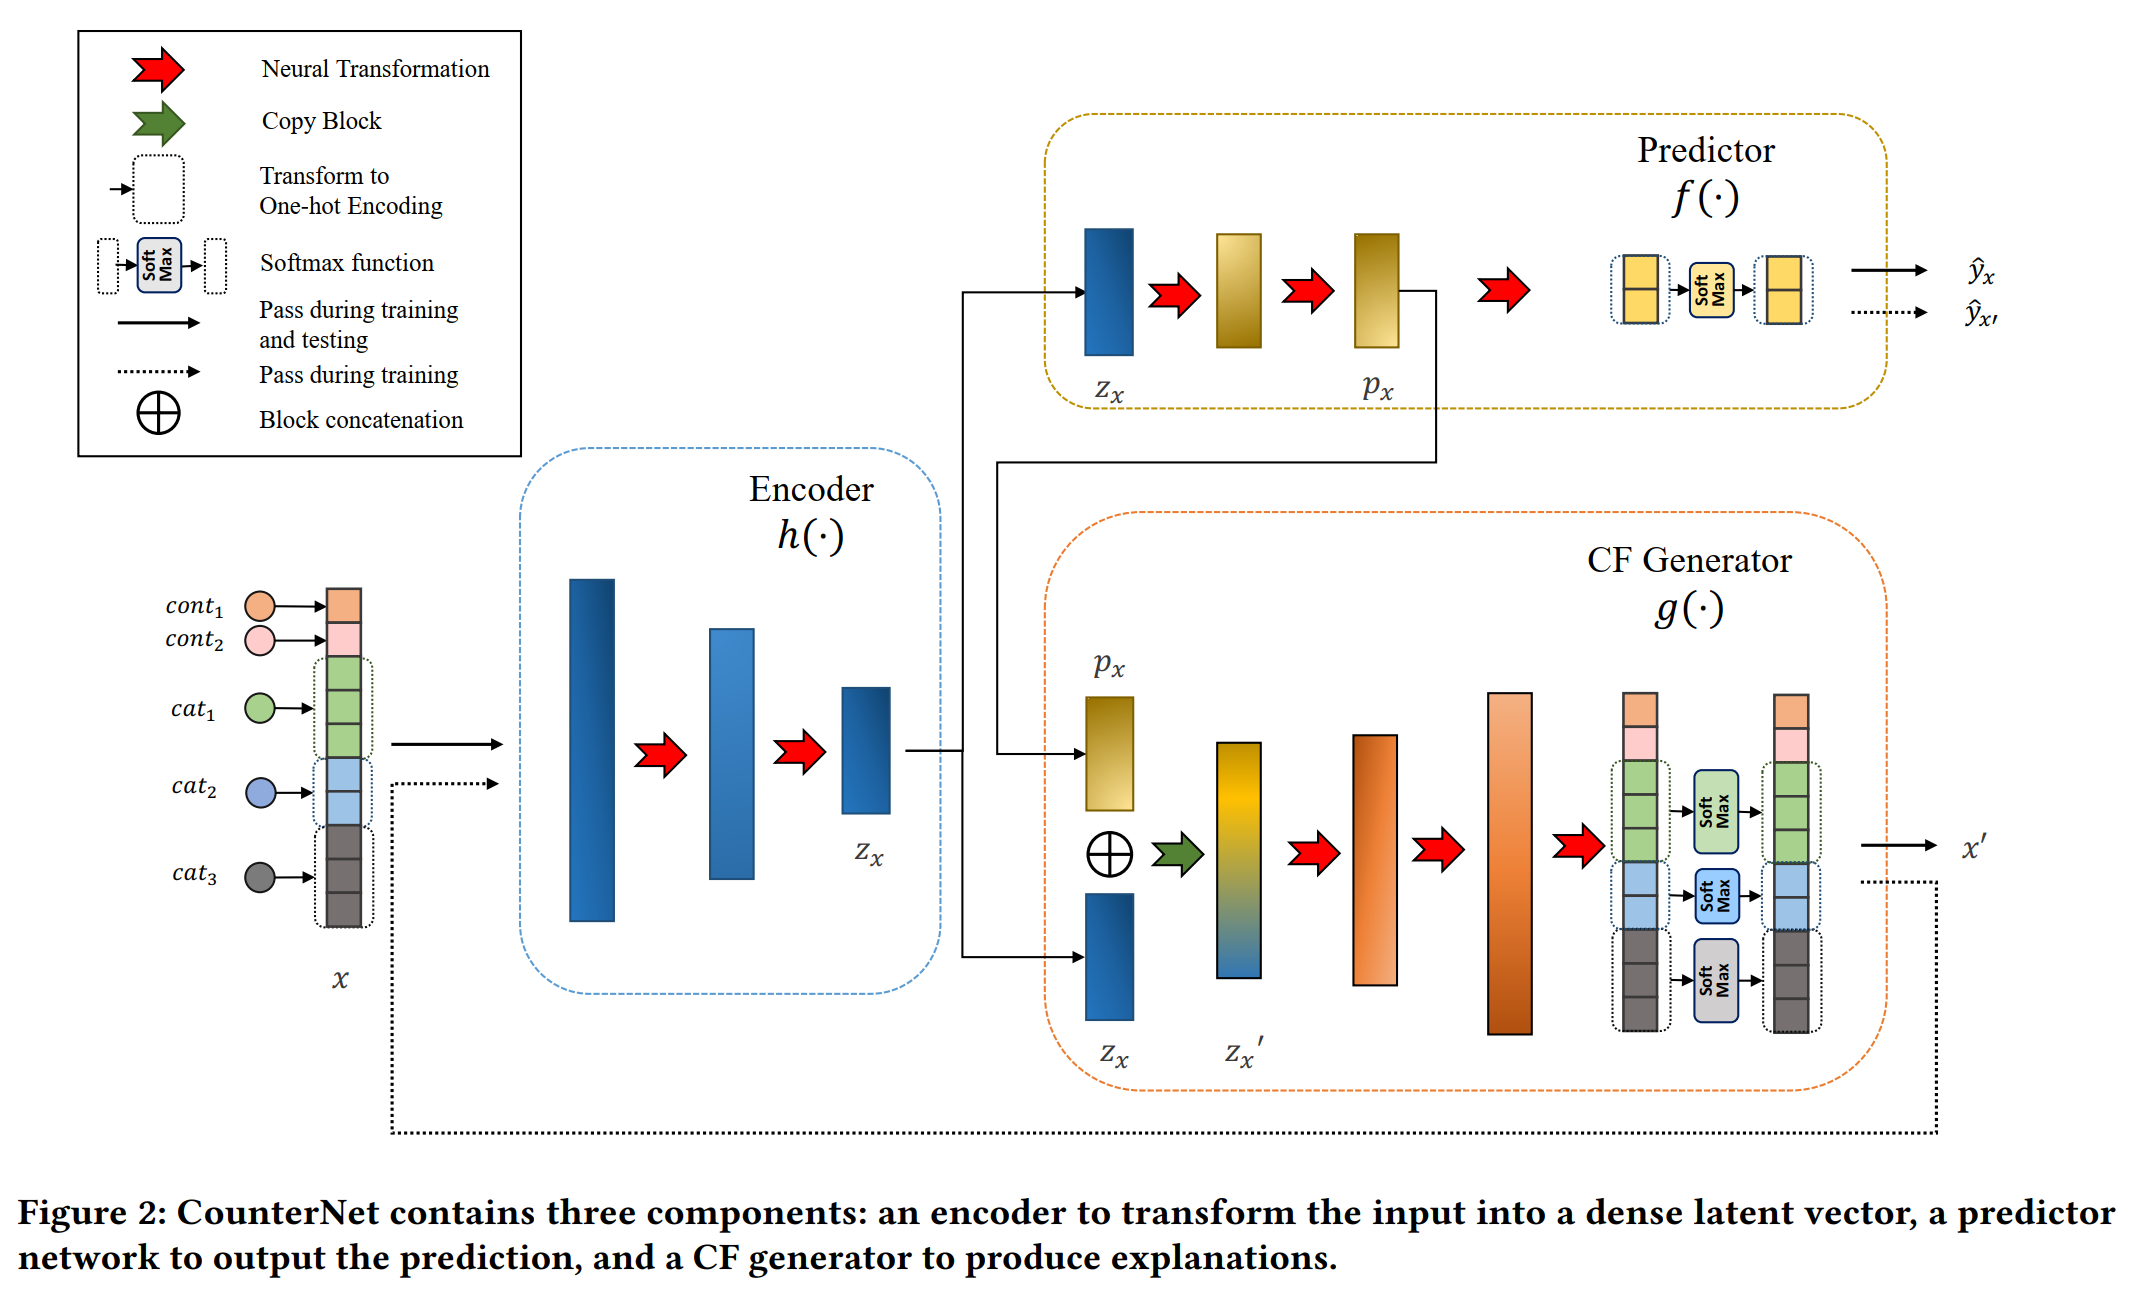 Neural Transformation
Copy Block
Transform to
One-hot Encoding
Soft
Max
Softmax function
Pass during training
and testing
Pass during training
Block concatenation
Predictor
f(·)
z_x
p_x
Soft
Max
ŷ_x
ŷ_x'
Encoder
h(·)
z_x
cont_1
cont_2
cat_1
cat_2
cat_3
x
CF Generator
g(·)
p_x
z_x
z_x'
Soft
Max
Soft
Max
Soft
Max
x'
Figure 2: CounterNet contains three components: an encoder to transform the input into a dense latent vector, a predictor
network to output the prediction, and a CF generator to produce explanations.